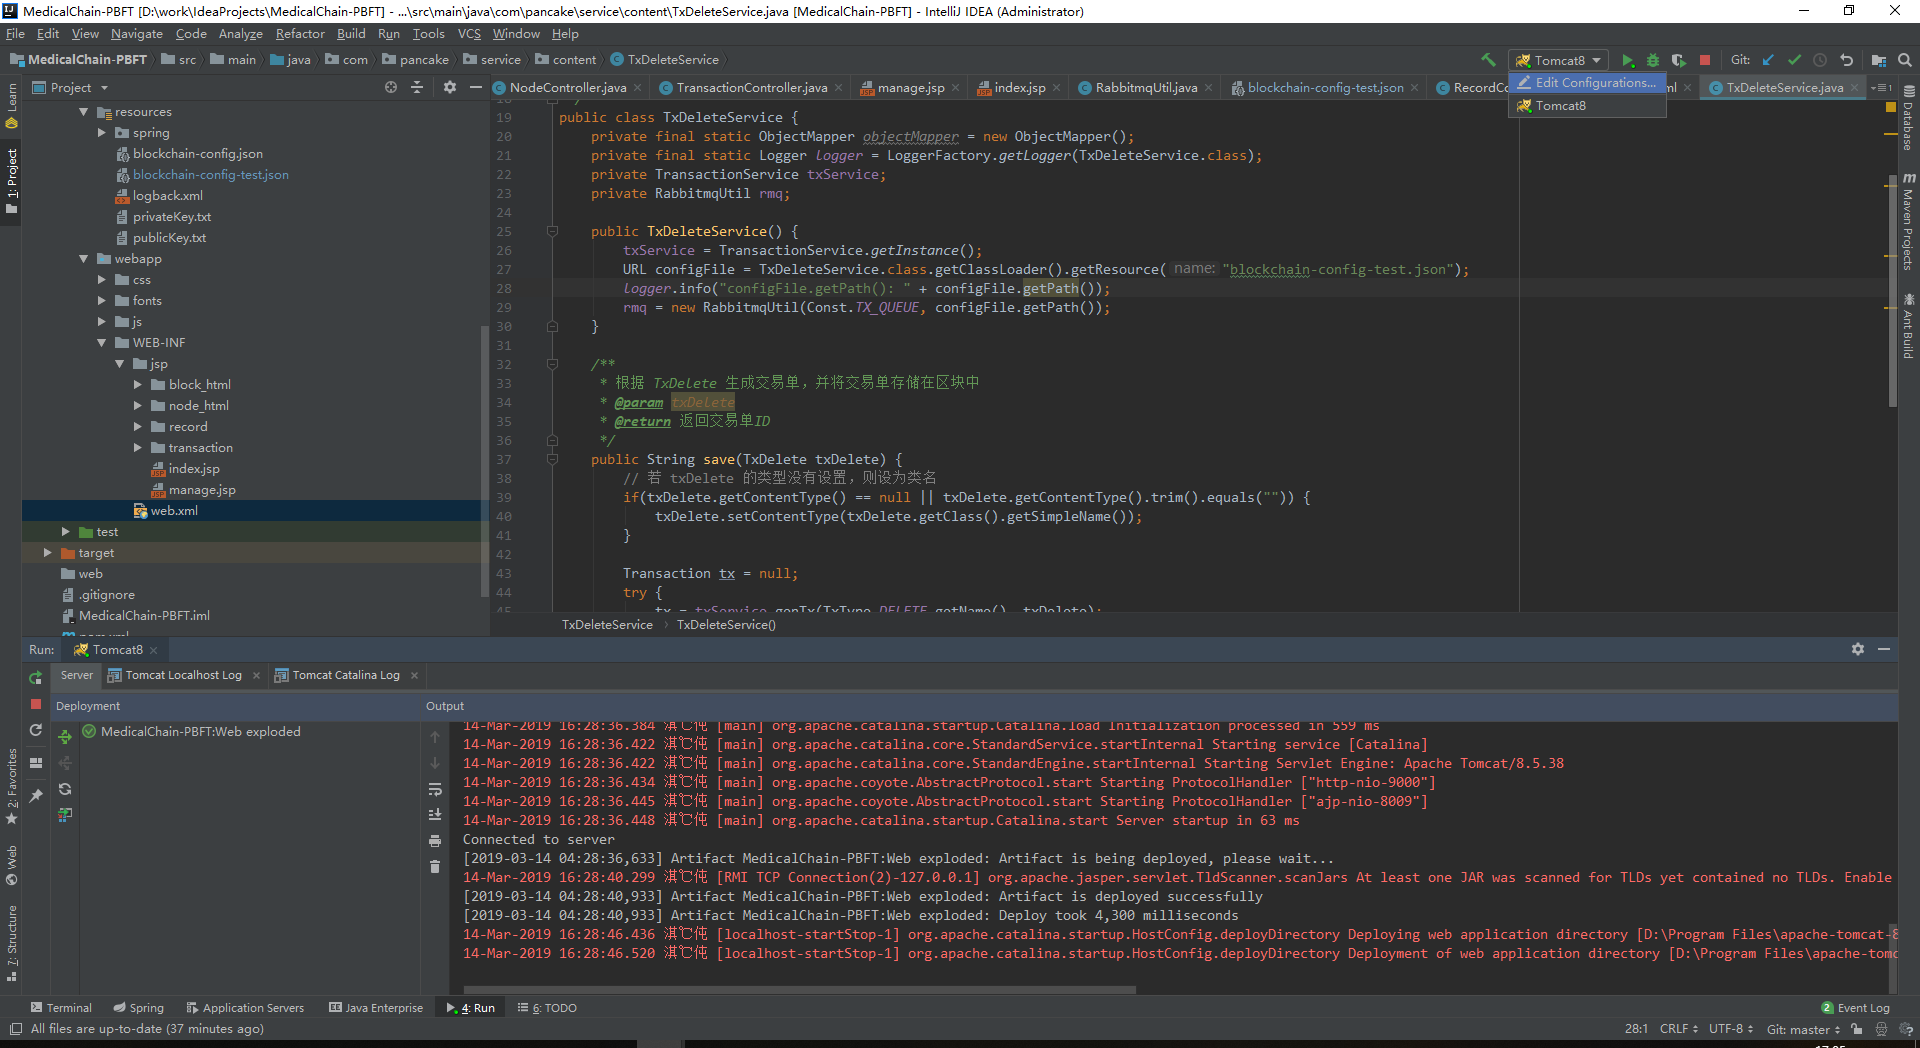 MedicalChain-PBFT [D:\work\IdeaProjects\MedicalChain-PBFT] - ...\src\main\java\com\pancake\service\content\TxDeleteService.java [MedicalChain-PBFT] - IntelliJ IDEA (Administrator)
File Edit View Navigate Code Analyze Refactor Build Run Tools VCS Window Help
MedicalChain-PBFT src main java com pancake service content TxDeleteService Tomcat8 Git:
Edit Configurations...
Tomcat8
Project NodeController.java TransactionController.java manage.jsp index.jsp RabbitmqUtil.java blockchain-config-test.json RecordCo ml TxDeleteService.java
Learn
1: Project
2: Favorites
Web
7: Structure
Database
Maven Projects
Ant Build
resources
spring
blockchain-config.json
blockchain-config-test.json
logback.xml
privateKey.txt
publicKey.txt
webapp
css
fonts
js
WEB-INF
jsp
block_html
node_html
record
transaction
index.jsp
manage.jsp
web.xml
test
target
web
.gitignore
MedicalChain-PBFT.iml
19 public class TxDeleteService {
20 private final static ObjectMapper objectMapper = new ObjectMapper();
21 private final static Logger logger = LoggerFactory.getLogger(TxDeleteService.class);
22 private TransactionService txService;
23 private RabbitmqUtil rmq;
24
25 public TxDeleteService() {
26 txService = TransactionService.getInstance();
27 URL configFile = TxDeleteService.class.getClassLoader().getResource( name: "blockchain-config-test.json");
28 logger.info("configFile.getPath(): " + configFile.getPath());
29 rmq = new RabbitmqUtil(Const.TX_QUEUE, configFile.getPath());
30 }
31
32 /**
33 * 根据 TxDelete 生成交易单，并将交易单存储在区块中
34 * @param txDelete
35 * @return 返回交易单ID
36 */
37 public String save(TxDelete txDelete) {
38 // 若 txDelete 的类型没有设置，则设为类名
39 if(txDelete.getContentType() == null || txDelete.getContentType().trim().equals("")) {
40 txDelete.setContentType(txDelete.getClass().getSimpleName());
41 }
42
43 Transaction tx = null;
44 try {
45 tx = txService.genTx(TxType.DELETE.getName(), txDelete);
TxDeleteService TxDeleteService()
Run: Tomcat8
Server Tomcat Localhost Log Tomcat Catalina Log
Deployment Output
MedicalChain-PBFT:Web exploded
14-Mar-2019 16:28:36.384 淇℃伅 [main] org.apache.catalina.startup.Catalina.load Initialization processed in 559 ms
14-Mar-2019 16:28:36.422 淇℃伅 [main] org.apache.catalina.core.StandardService.startInternal Starting service [Catalina]
14-Mar-2019 16:28:36.422 淇℃伅 [main] org.apache.catalina.core.StandardEngine.startInternal Starting Servlet Engine: Apache Tomcat/8.5.38
14-Mar-2019 16:28:36.434 淇℃伅 [main] org.apache.coyote.AbstractProtocol.start Starting ProtocolHandler ["http-nio-9000"]
14-Mar-2019 16:28:36.445 淇℃伅 [main] org.apache.coyote.AbstractProtocol.start Starting ProtocolHandler ["ajp-nio-8009"]
14-Mar-2019 16:28:36.448 淇℃伅 [main] org.apache.catalina.startup.Catalina.start Server startup in 63 ms
Connected to server
[2019-03-14 04:28:36,633] Artifact MedicalChain-PBFT:Web exploded: Artifact is being deployed, please wait...
14-Mar-2019 16:28:40.299 淇℃伅 [RMI TCP Connection(2)-127.0.0.1] org.apache.jasper.servlet.TldScanner.scanJars At least one JAR was scanned for TLDs yet contained no TLDs. Enable
[2019-03-14 04:28:40,933] Artifact MedicalChain-PBFT:Web exploded: Artifact is deployed successfully
[2019-03-14 04:28:40,933] Artifact MedicalChain-PBFT:Web exploded: Deploy took 4,300 milliseconds
14-Mar-2019 16:28:46.436 淇℃伅 [localhost-startStop-1] org.apache.catalina.startup.HostConfig.deployDirectory Deploying web application directory [D:\Program Files\apache-tomcat-8
14-Mar-2019 16:28:46.520 淇℃伅 [localhost-startStop-1] org.apache.catalina.startup.HostConfig.deployDirectory Deployment of web application directory [D:\Program Files\apache-tomc
Terminal Spring Application Servers Java Enterprise 4: Run 6: TODO 2 Event Log
All files are up-to-date (37 minutes ago) 28:1 CRLF UTF-8 Git: master